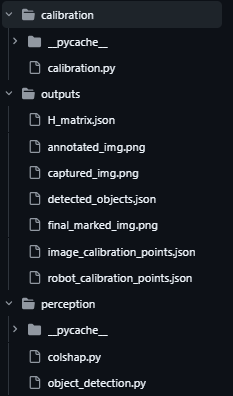 calibration
__pycache__
calibration.py
outputs
H_matrix.json
annotated_img.png
captured_img.png
detected_objects.json
final_marked_img.png
image_calibration_points.json
robot_calibration_points.json
perception
__pycache__
colshap.py
object_detection.py